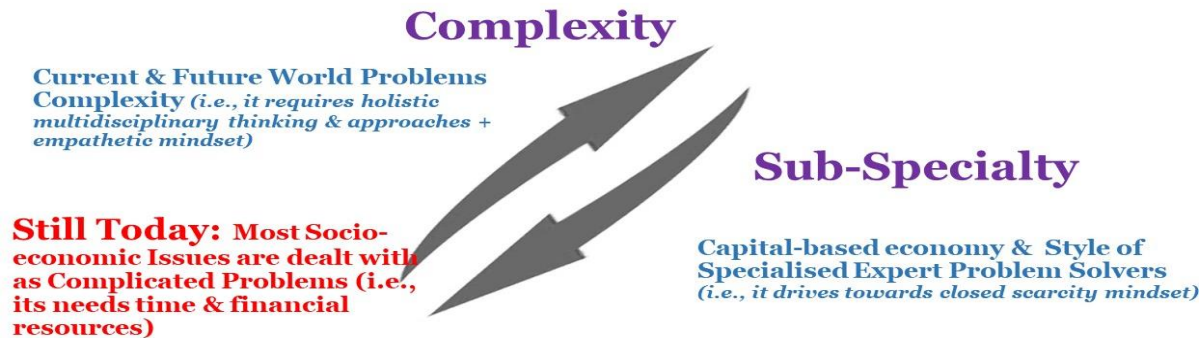 Complexity
Current & Future World Problems
Complexity (i.e., it requires holistic
multidisciplinary thinking & approaches +
empathetic mindset)
Sub-Specialty
Still Today: Most Socio-
economic Issues are dealt with
as Complicated Problems (i.e.,
its needs time & financial
resources)
Capital-based economy & Style of
Specialised Expert Problem Solvers
(i.e., it drives towards closed scarcity mindset)